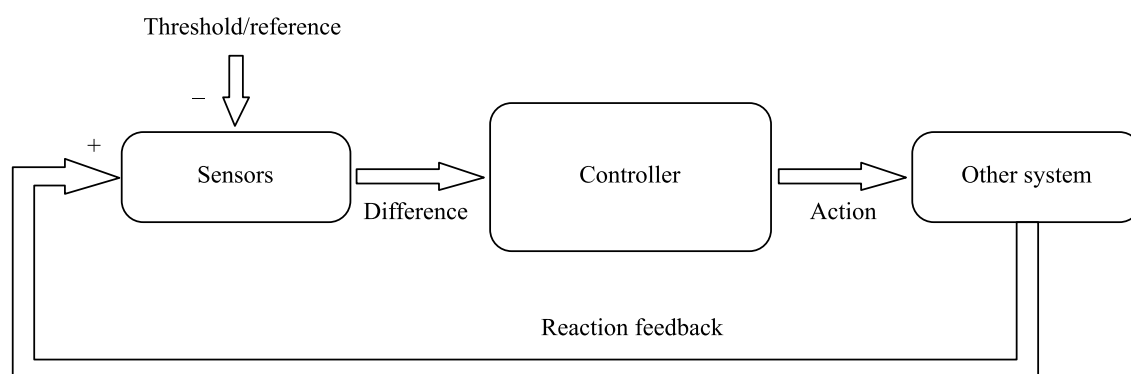 Threshold/reference
–
+
Sensors
Controller
Other system
Difference
Action
Reaction feedback